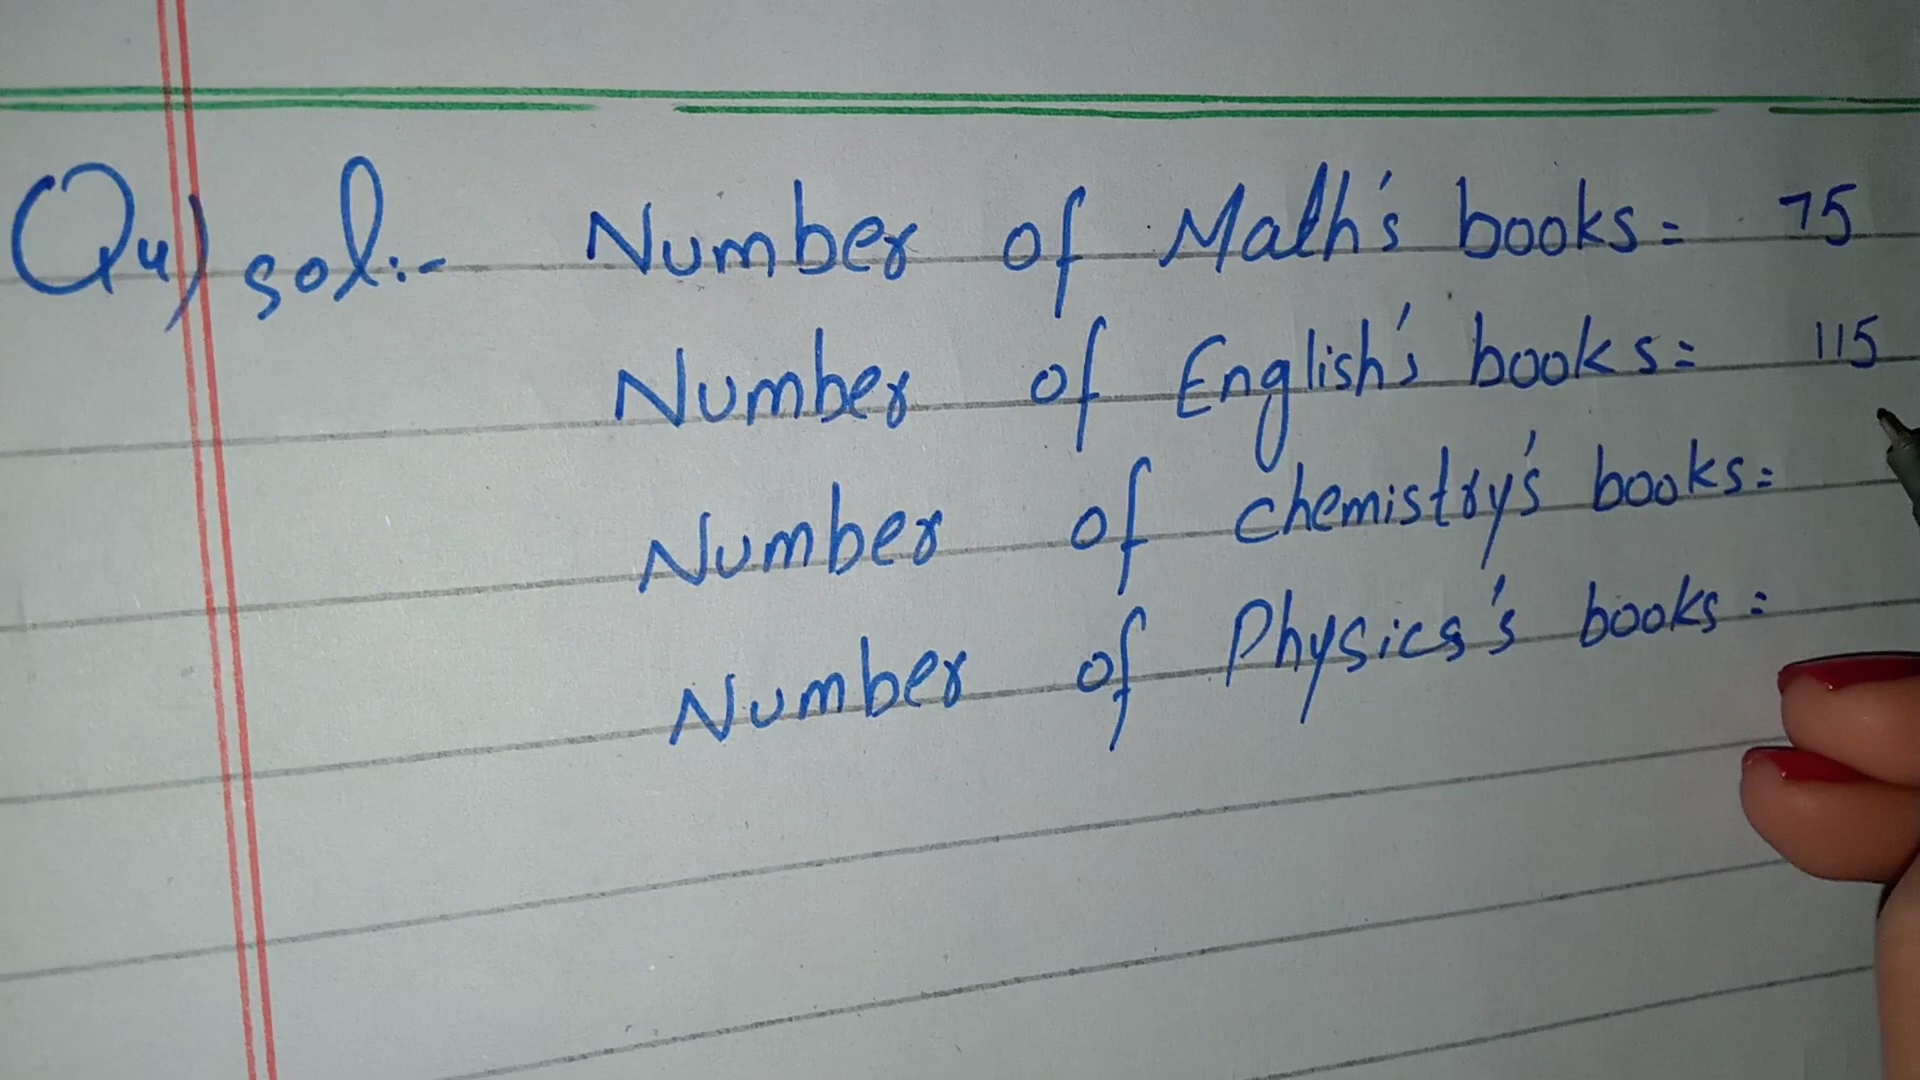 Q4) sol:- Number of Math's books= 75
Number of English's books= 115
Number of chemistry's books=
Number of Physics's books=